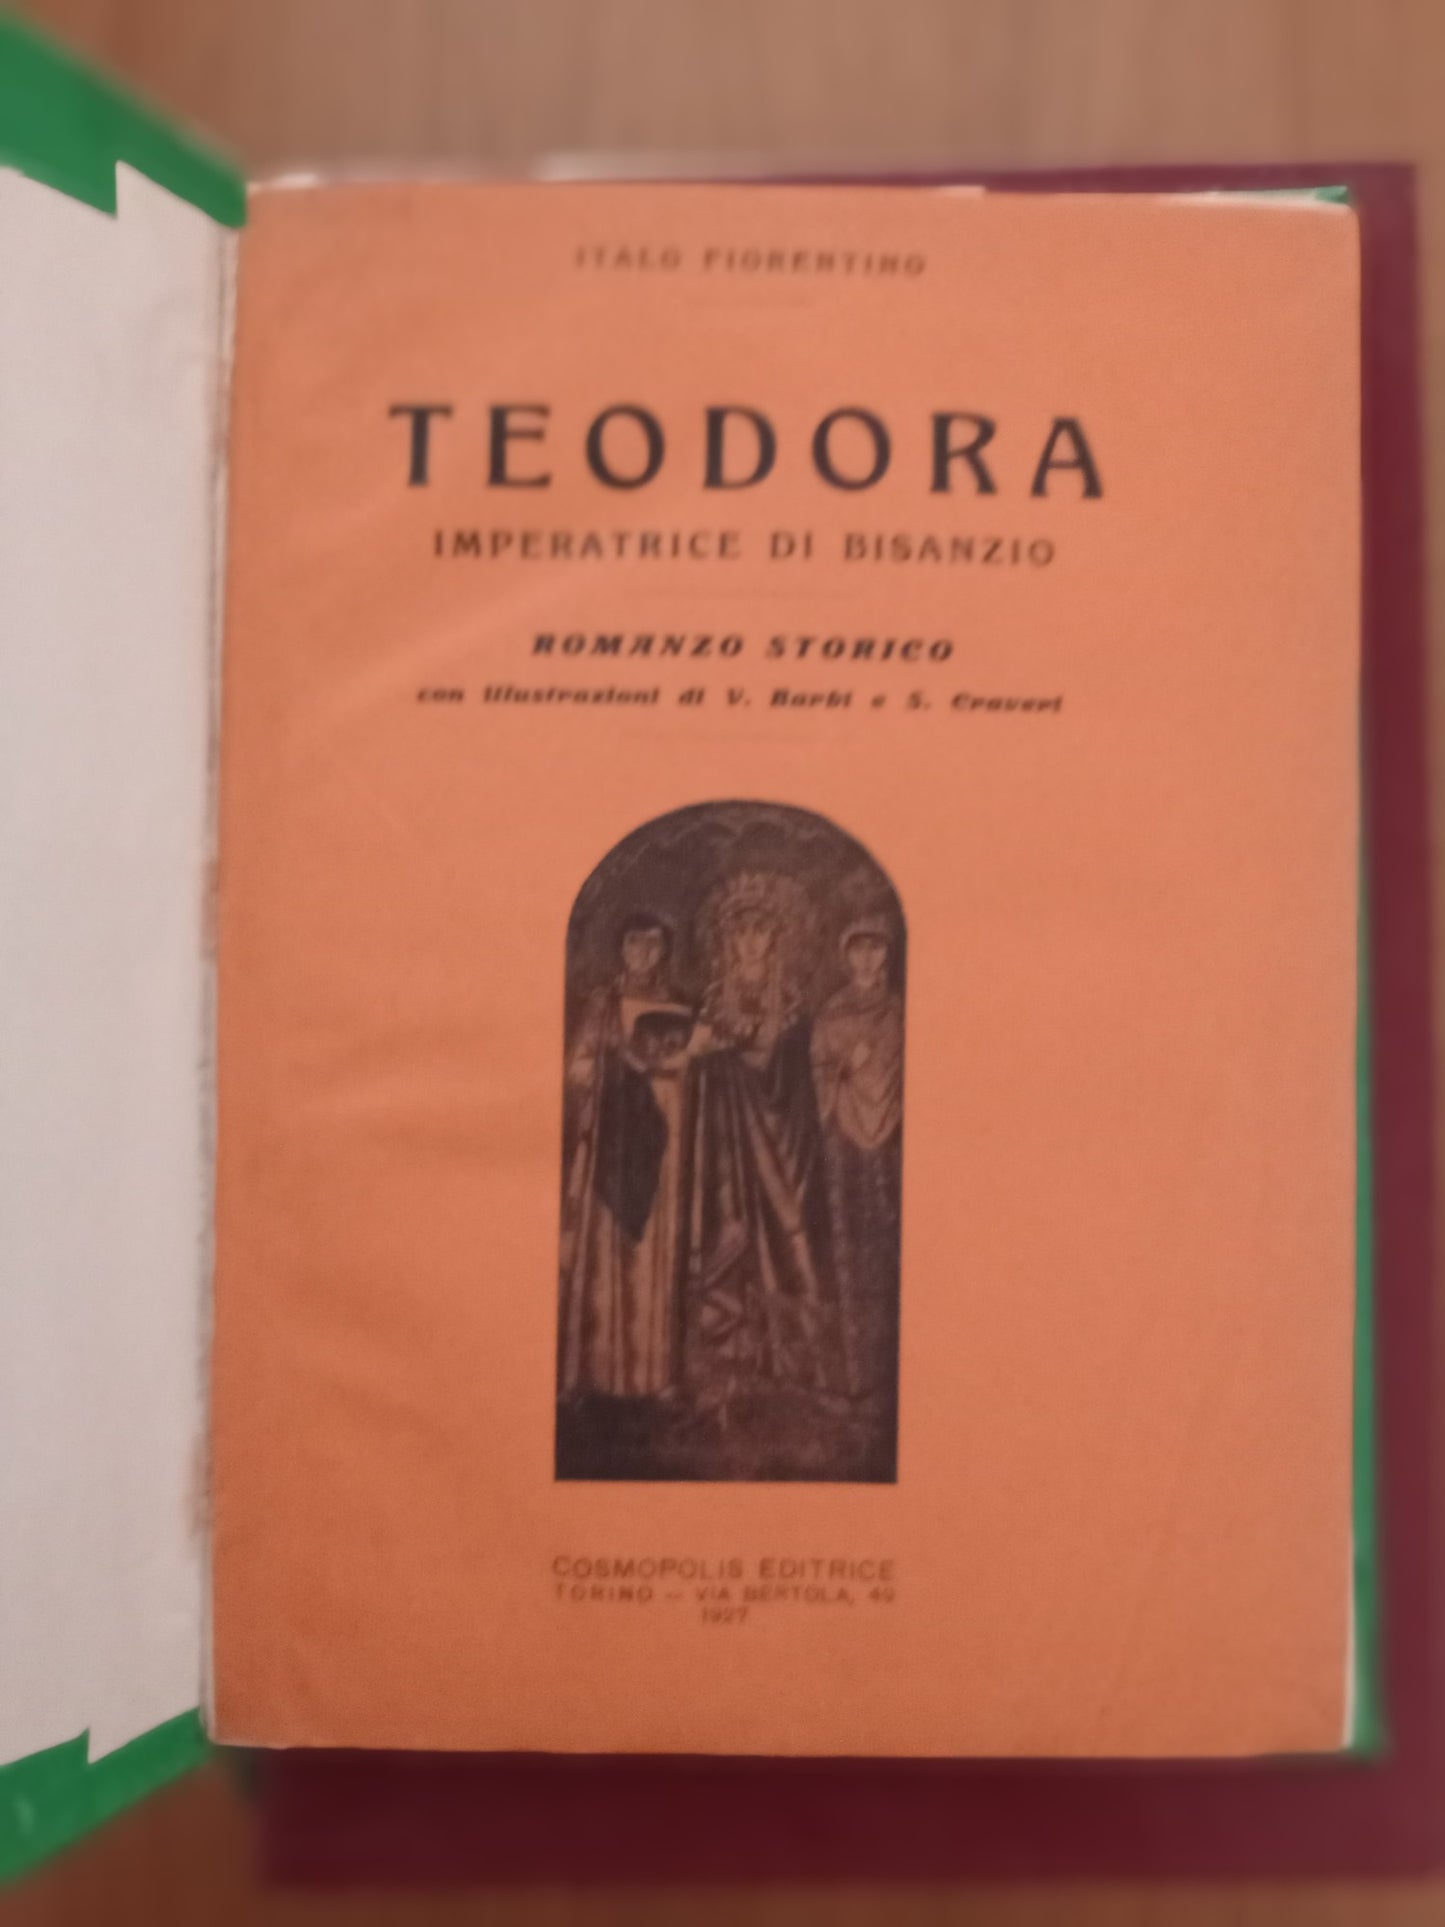 ITALO FIORENTINO
TEODORA
IMPERATRICE DI BISANZIO
ROMANZO STORICO
con illustrazioni di V. Barbi e S. Craveri
COSMOPOLIS EDITRICE
TORINO — VIA BERTOLA, 49
1927